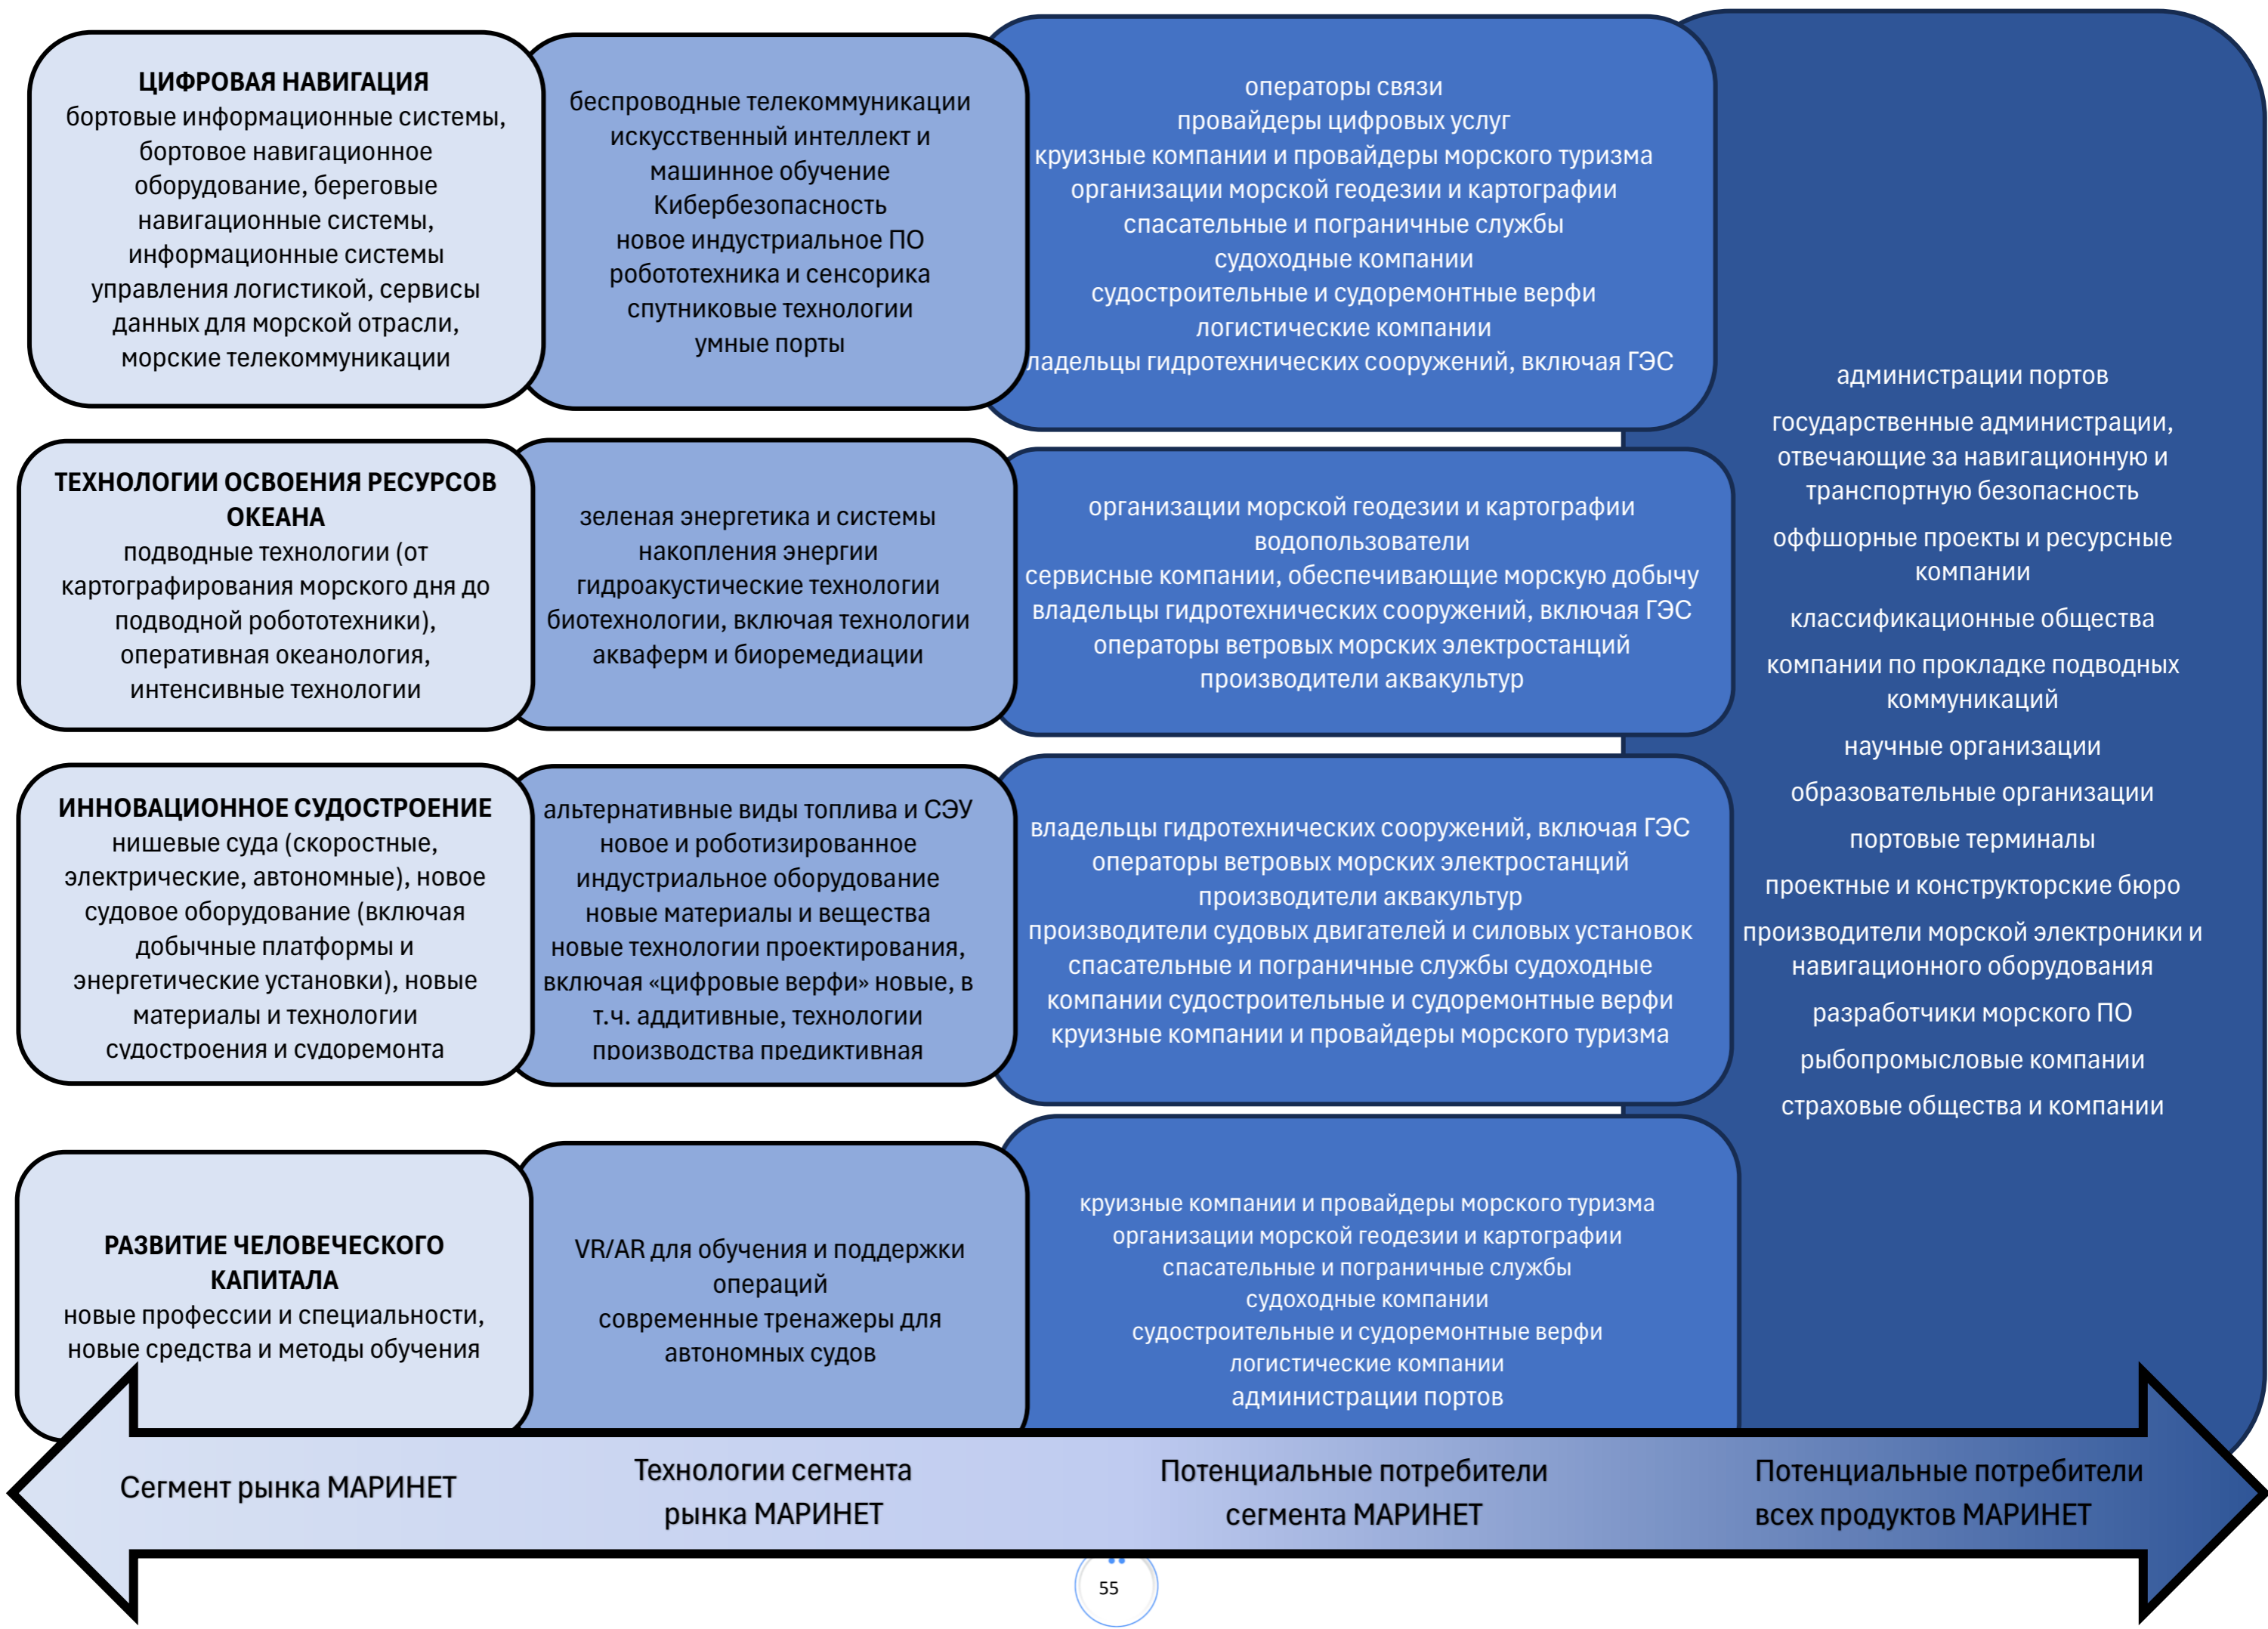 ЦИФРОВАЯ НАВИГАЦИЯ
бортовые информационные системы,
бортовое навигационное
оборудование, береговые
навигационные системы,
информационные системы
управления логистикой, сервисы
данных для морской отрасли,
морские телекоммуникации
беспроводные телекоммуникации
искусственный интеллект и
машинное обучение
Кибербезопасность
новое индустриальное ПО
робототехника и сенсорика
спутниковые технологии
умные порты
операторы связи
провайдеры цифровых услуг
круизные компании и провайдеры морского туризма
организации морской геодезии и картографии
спасательные и пограничные службы
судоходные компании
судостроительные и судоремонтные верфи
логистические компании
ладельцы гидротехнических сооружений, включая ГЭС
ТЕХНОЛОГИИ ОСВОЕНИЯ РЕСУРСОВ
ОКЕАНА
подводные технологии (от
картографирования морского дня до
подводной робототехники),
оперативная океанология,
интенсивные технологии
зеленая энергетика и системы
накопления энергии
гидроакустические технологии
биотехнологии, включая технологии
акваферм и биоремедиации
организации морской геодезии и картографии
водопользователи
сервисные компании, обеспечивающие морскую добычу
владельцы гидротехнических сооружений, включая ГЭС
операторы ветровых морских электростанций
производители аквакультур
ИННОВАЦИОННОЕ СУДОСТРОЕНИЕ
нишевые суда (скоростные,
электрические, автономные), новое
судовое оборудование (включая
добычные платформы и
энергетические установки), новые
материалы и технологии
судостроения и судоремонта
альтернативные виды топлива и СЭУ
новое и роботизированное
индустриальное оборудование
новые материалы и вещества
новые технологии проектирования,
включая «цифровые верфи» новые, в
т.ч. аддитивные, технологии
производства предиктивная
владельцы гидротехнических сооружений, включая ГЭС
операторы ветровых морских электростанций
производители аквакультур
производители судовых двигателей и силовых установок
спасательные и пограничные службы судоходные
компании судостроительные и судоремонтные верфи
круизные компании и провайдеры морского туризма
РАЗВИТИЕ ЧЕЛОВЕЧЕСКОГО
КАПИТАЛА
новые профессии и специальности,
новые средства и методы обучения
VR/AR для обучения и поддержки
операций
современные тренажеры для
автономных судов
круизные компании и провайдеры морского туризма
организации морской геодезии и картографии
спасательные и пограничные службы
судоходные компании
судостроительные и судоремонтные верфи
логистические компании
администрации портов
администрации портов
государственные администрации,
отвечающие за навигационную и
транспортную безопасность
оффшорные проекты и ресурсные
компании
классификационные общества
компании по прокладке подводных
коммуникаций
научные организации
образовательные организации
портовые терминалы
проектные и конструкторские бюро
производители морской электроники и
навигационного оборудования
разработчики морского ПО
рыбопромысловые компании
страховые общества и компании
Сегмент рынка МАРИНЕТ
Технологии сегмента
рынка МАРИНЕТ
Потенциальные потребители
сегмента МАРИНЕТ
Потенциальные потребители
всех продуктов МАРИНЕТ
55